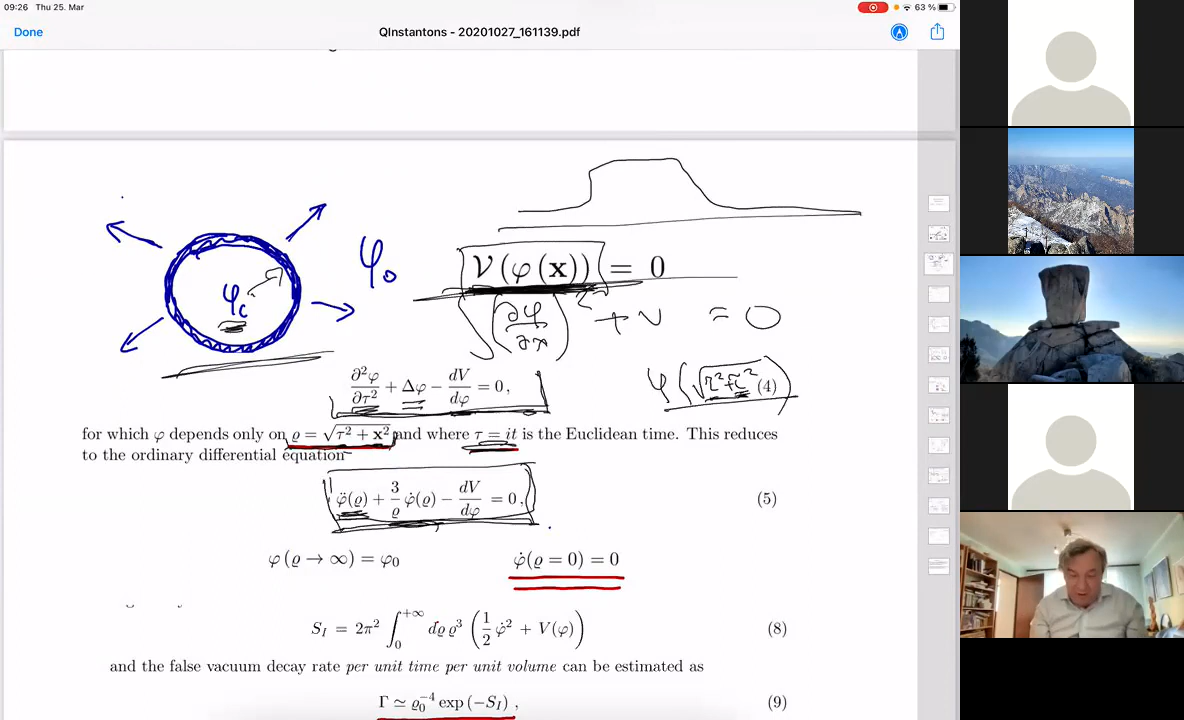 09:26 Thu 25. Mar 63 %
Done QInstantons - 20201027_161139.pdf
φ₀
φ_c
V(φ(x)) = 0
(∂φ/∂x)² + V = 0
∂²φ/∂τ² + Δφ − dV/dφ = 0, (4)
for which φ depends only on ϱ = √(τ² + x²) and where τ = it is the Euclidean time. This reduces
to the ordinary differential equation
φ̈(ϱ) + 3/ϱ φ̇(ϱ) − dV/dφ = 0, (5)
φ(ϱ → ∞) = φ₀ φ̇(ϱ = 0) = 0
S_I = 2π² ∫₀^{+∞} dϱ ϱ³ (1/2 φ̇² + V(φ)) (8)
and the false vacuum decay rate per unit time per unit volume can be estimated as
Γ ≃ ϱ₀⁻⁴ exp (−S_I) , (9)